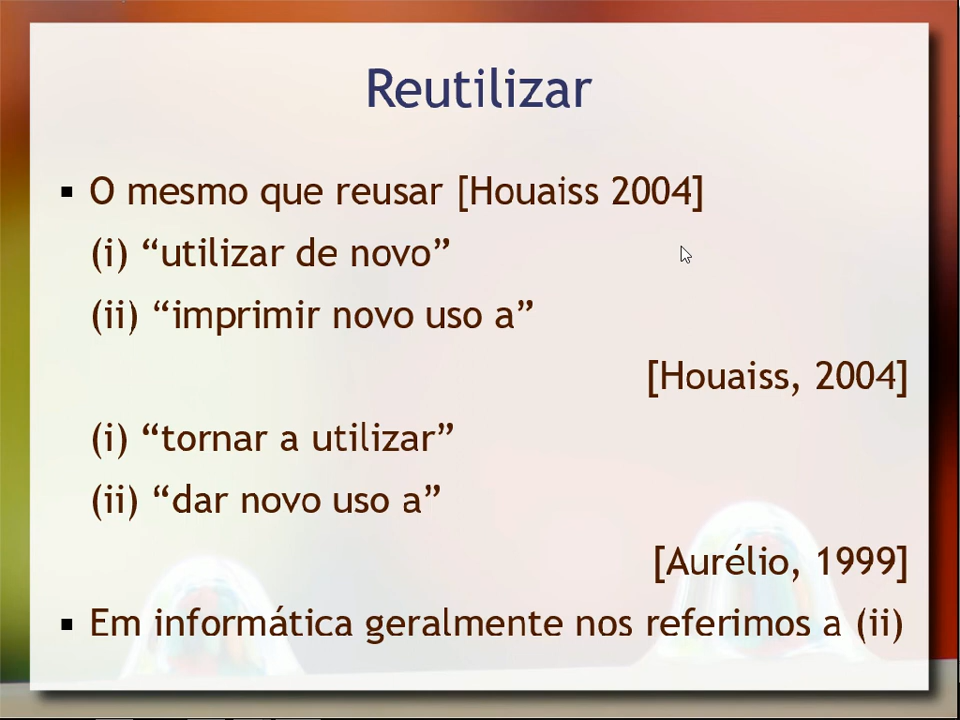 Reutilizar
▪ O mesmo que reusar [Houaiss 2004]
(i) “utilizar de novo”
(ii) “imprimir novo uso a”
[Houaiss, 2004]
(i) “tornar a utilizar”
(ii) “dar novo uso a”
[Aurélio, 1999]
▪ Em informática geralmente nos referimos a (ii)